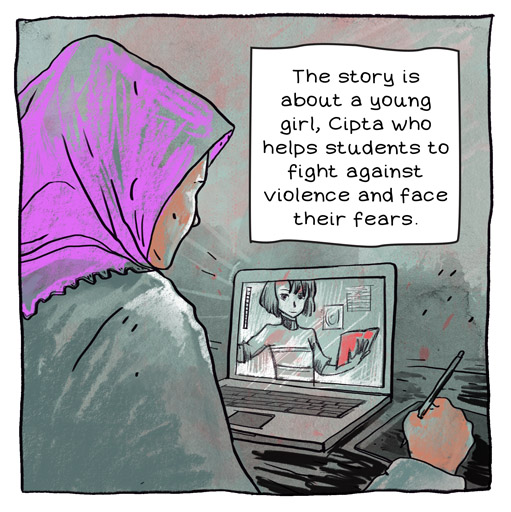 The story is
about a young
girl, Cipta who
helps students to
fight against
violence and face
their fears.